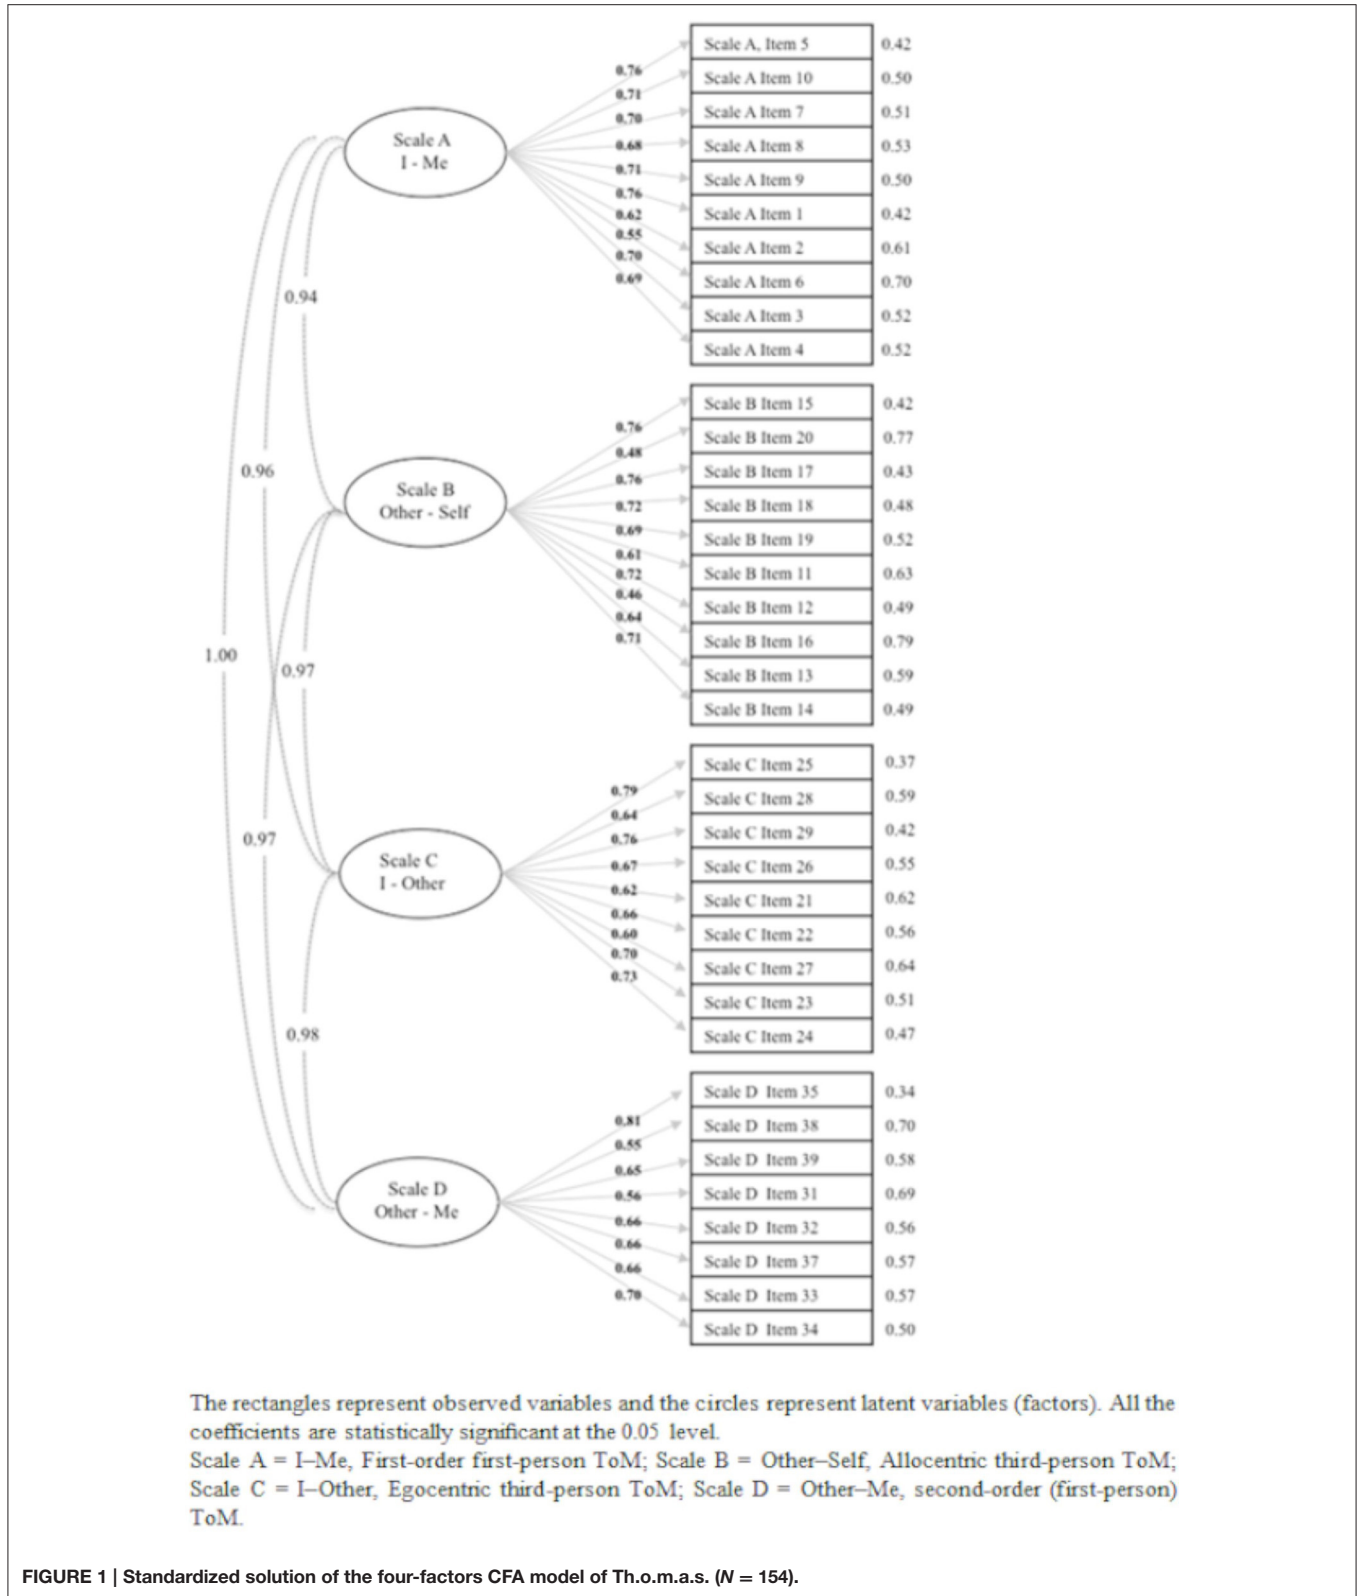 Scale A, Item 5 0.42
0.76
Scale A Item 10 0.50
0.71
Scale A Item 7 0.51
0.70
Scale A
I - Me
Scale A Item 8 0.53
0.68
Scale A Item 9 0.50
0.71
0.76
Scale A Item 1 0.42
0.62
Scale A Item 2 0.61
0.55
0.70
Scale A Item 6 0.70
0.69
0.94
Scale A Item 3 0.52
Scale A Item 4 0.52
Scale B Item 15 0.42
0.76
Scale B Item 20 0.77
0.48
0.96
Scale B Item 17 0.43
0.76
Scale B
Other - Self
Scale B Item 18 0.48
0.72
Scale B Item 19 0.52
0.69
0.61
Scale B Item 11 0.63
0.72
Scale B Item 12 0.49
0.46
0.64
Scale B Item 16 0.79
0.71
1.00
0.97
Scale B Item 13 0.59
Scale B Item 14 0.49
Scale C Item 25 0.37
0.79
Scale C Item 28 0.59
0.64
0.97
Scale C Item 29 0.42
0.76
Scale C
I - Other
Scale C Item 26 0.55
0.67
Scale C Item 21 0.62
0.62
0.66
Scale C Item 22 0.56
0.60
0.70
Scale C Item 27 0.64
0.73
Scale C Item 23 0.51
0.98
Scale C Item 24 0.47
Scale D Item 35 0.34
0.81
Scale D Item 38 0.70
0.55
Scale D Item 39 0.58
0.65
Scale D
Other - Me
Scale D Item 31 0.69
0.56
Scale D Item 32 0.56
0.66
0.66
Scale D Item 37 0.57
0.66
Scale D Item 33 0.57
0.70
Scale D Item 34 0.50
The rectangles represent observed variables and the circles represent latent variables (factors). All the
coefficients are statistically significant at the 0.05 level.
Scale A = I–Me, First-order first-person ToM; Scale B = Other–Self, Allocentric third-person ToM;
Scale C = I–Other, Egocentric third-person ToM; Scale D = Other–Me, second-order (first-person)
ToM.
FIGURE 1 | Standardized solution of the four-factors CFA model of Th.o.m.a.s. (N = 154).